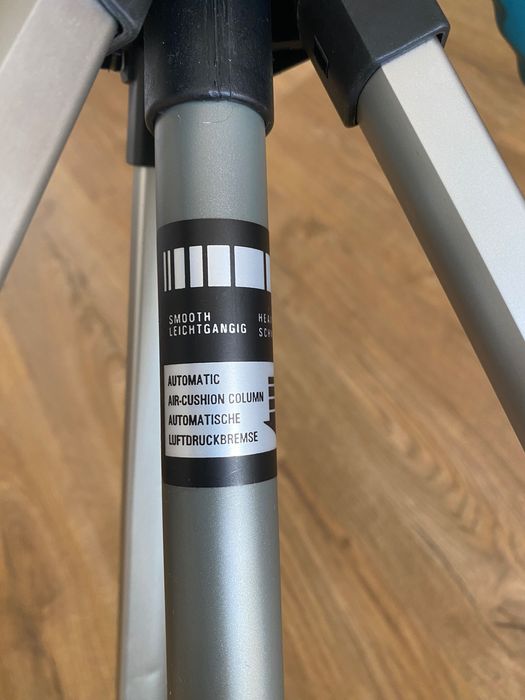 SMOOTH
LEICHTGANGIG
AUTOMATIC
AIR-CUSHION COLUMN
AUTOMATISCHE
LUFTDRUCKBREMSE